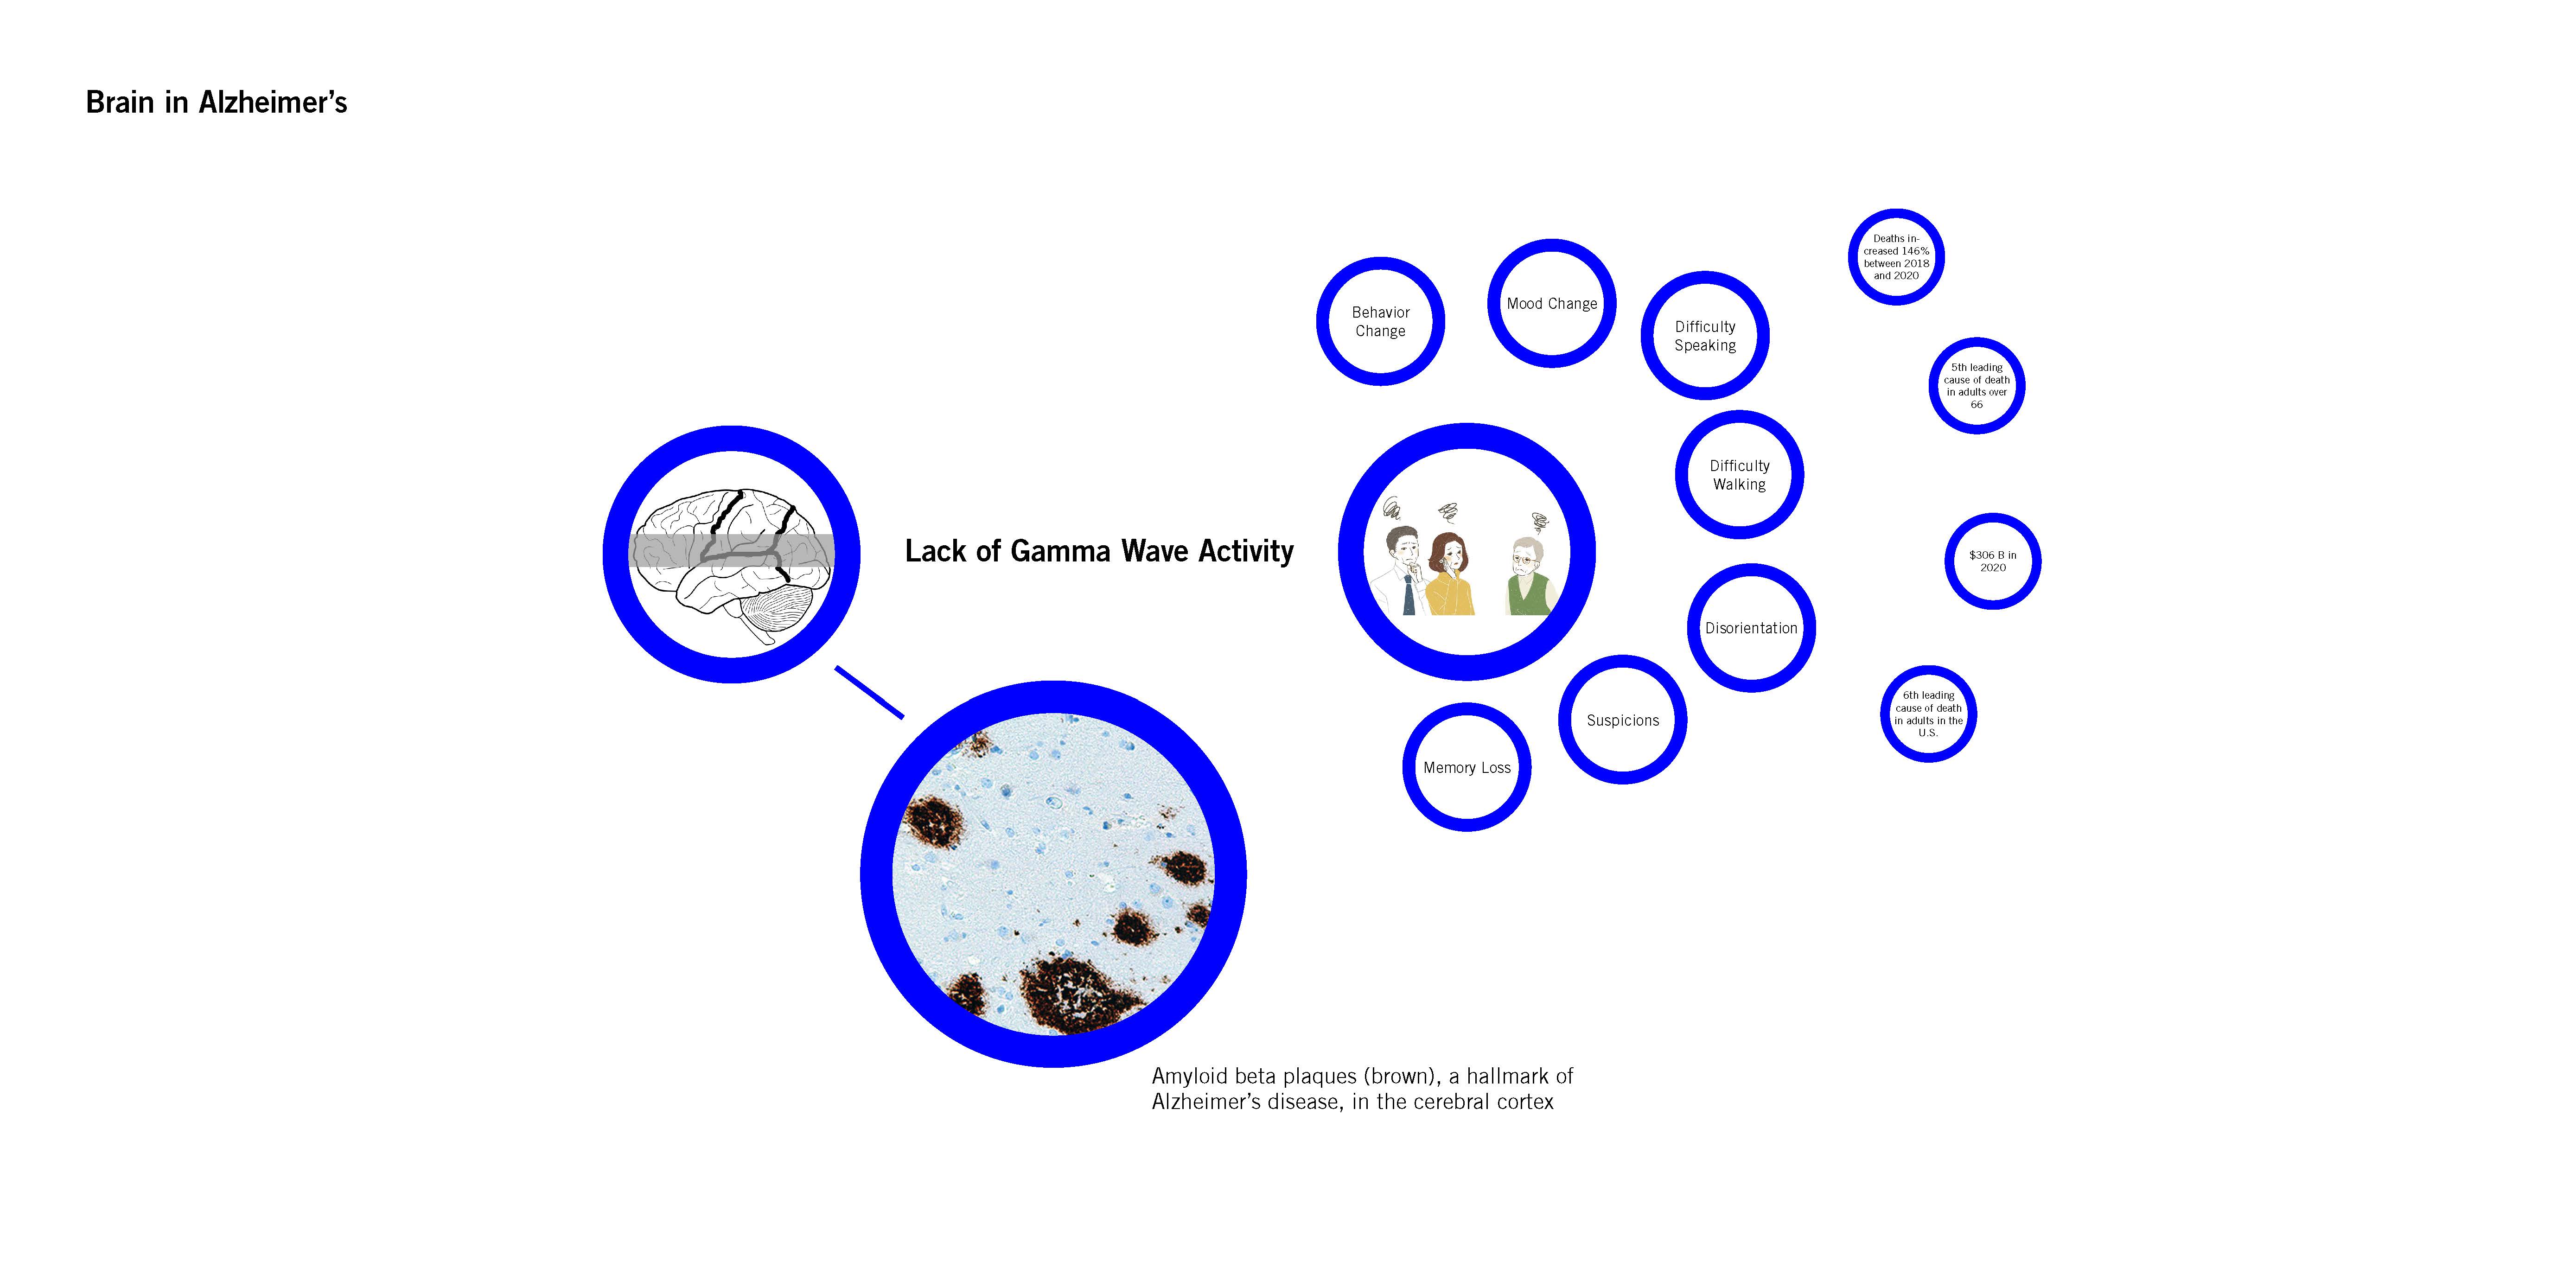 Brain in Alzheimer's
Deaths in-
creased 146%
between 2018
and 2020
Behavior
Change
Mood Change
Difficulty
Speaking
5th leading
cause of death
in adults over
66
Difficulty
Walking
Lack of Gamma Wave Activity
$306 B in
2020
Disorientation
6th leading
cause of death
in adults in the
U.S.
Suspicions
Memory Loss
Amyloid beta plaques (brown), a hallmark of
Alzheimer's disease, in the cerebral cortex